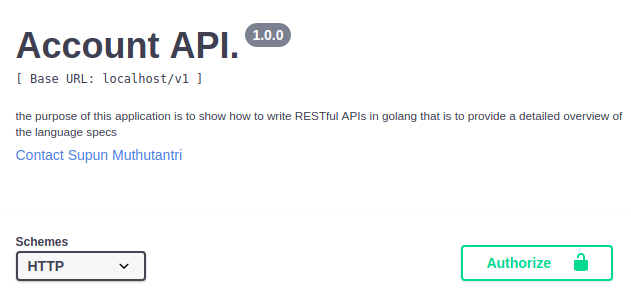 Account API. 1.0.0
[ Base URL: localhost/v1 ]
the purpose of this application is to show how to write RESTful APIs in golang that is to provide a detailed overview of
the language specs
Contact Supun Muthutantri
Schemes
HTTP
Authorize